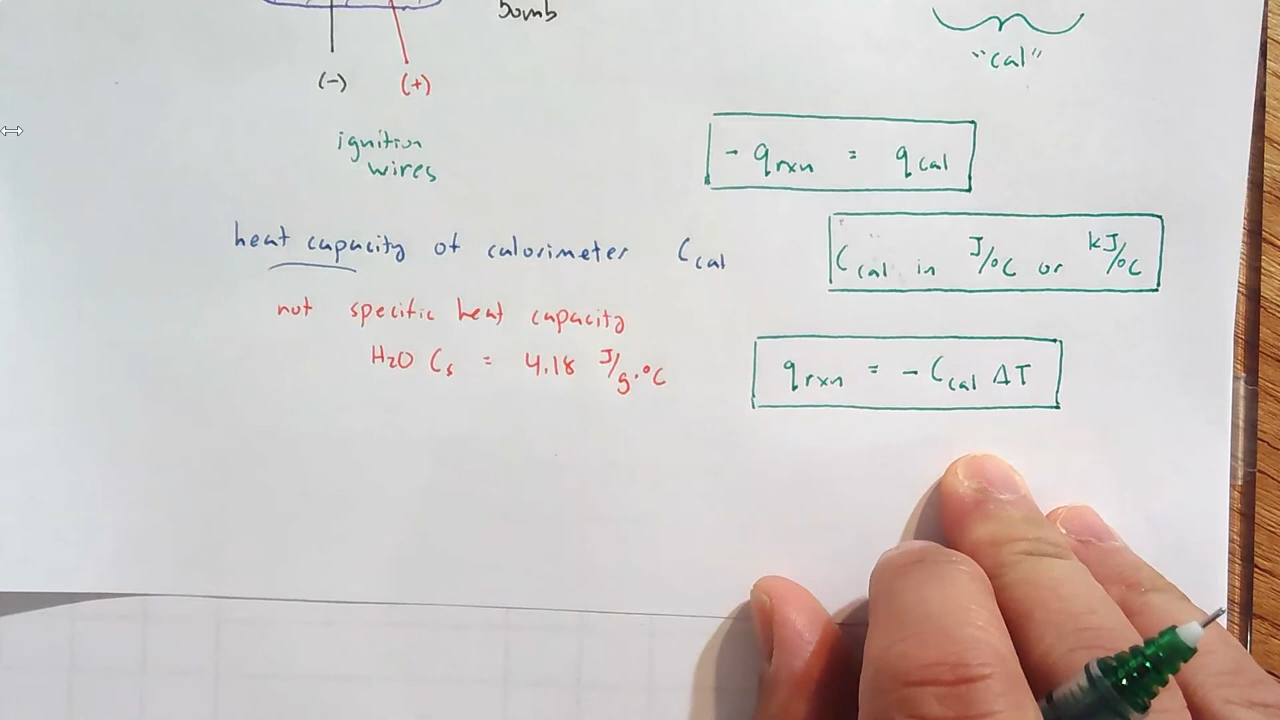 bomb
"cal"
(-) (+)
ignition
wires
- qrxn = qcal
heat capacity of calorimeter Ccal
Ccal in J/°C or kJ/°C
not specific heat capacity
H2O Cs = 4.18 J/g·°C
qrxn = - Ccal ΔT